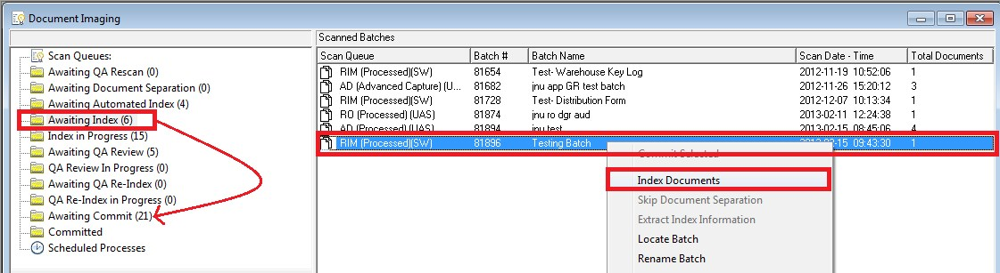 Document Imaging
Scan Queues:
Awaiting QA Rescan (0)
Awaiting Document Separation (0)
Awaiting Automated Index (4)
Awaiting Index (6)
Index in Progress (15)
Awaiting QA Review (5)
QA Review In Progress (0)
Awaiting QA Re-Index (0)
QA Re-Index in Progress (0)
Awaiting Commit (21)
Committed
Scheduled Processes
Scanned Batches
Scan Queue Batch # Batch Name Scan Date - Time Total Documents
RIM (Processed)(SW) 81654 Test- Warehouse Key Log 2012-11-19 10:52:06 1
AD (Advanced Capture) (U... 81682 jnu app GR test batch 2012-11-26 15:20:12 3
RIM (Processed)(SW) 81728 Test- Distribution Form 2012-12-07 10:13:34 1
RO (Processed) (UAS) 81874 jnu ro dgr aud 2013-02-11 12:24:38 1
AD (Processed) (UAS) 81894 jnu test 2013-02-15 08:45:06 4
RIM (Processed)(SW) 81896 Testing Batch 2013-02-15 09:43:30 1
Commit Selected
Index Documents
Skip Document Separation
Extract Index Information
Locate Batch
Rename Batch